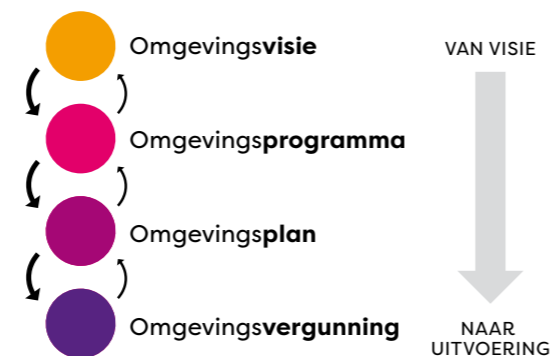 Omgevingsvisie
VAN VISIE
Omgevingsprogramma
Omgevingsplan
Omgevingsvergunning
NAAR
UITVOERING